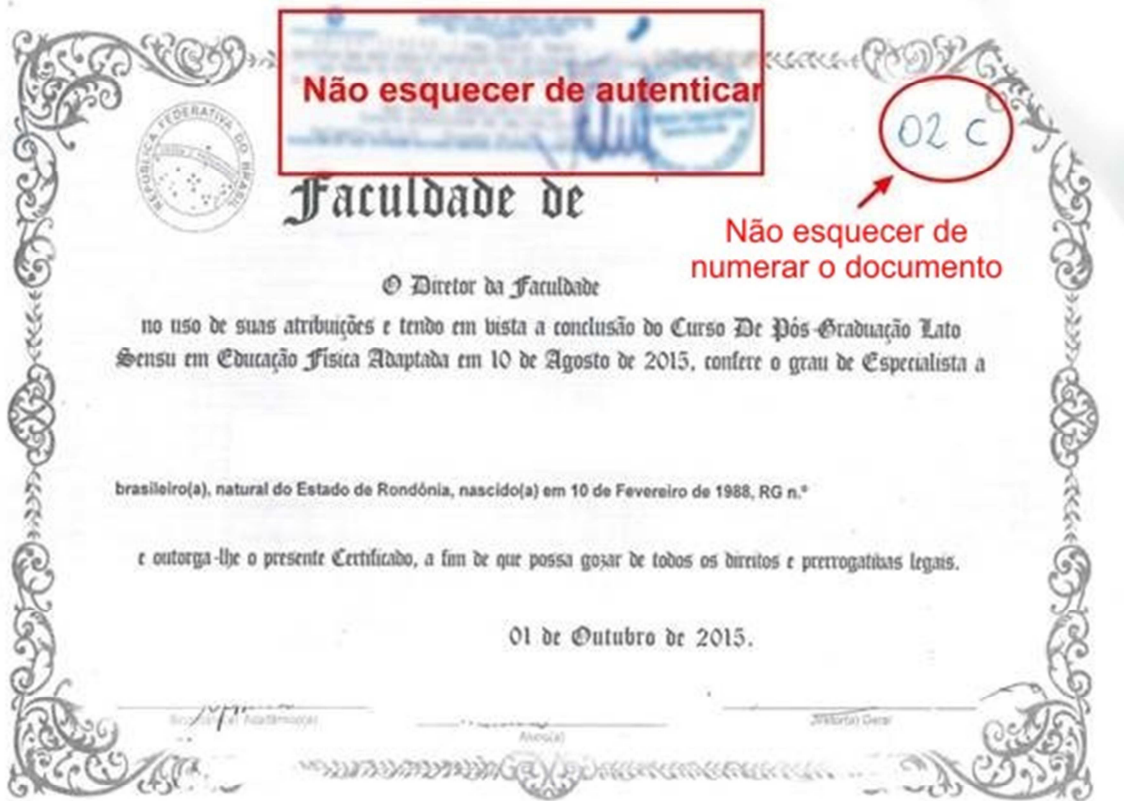 Não esquecer de autenticar
REPÚBLICA FEDERATIVA DO BRASIL
02 C
Faculdade de
Não esquecer de
numerar o documento
O Diretor da Faculdade
no uso de suas atribuições e tendo em vista a conclusão do Curso De Pós-Graduação Lato
Sensu em Educação Física Adaptada em 10 de Agosto de 2015, confere o grau de Especialista a
brasileiro(a), natural do Estado de Rondônia, nascido(a) em 10 de Fevereiro de 1988, RG n.º
e outorga-lhe o presente Certificado, a fim de que possa gozar de todos os direitos e prerrogativas legais.
01 de Outubro de 2015.
Aluno(a)
Diretor(a) Geral